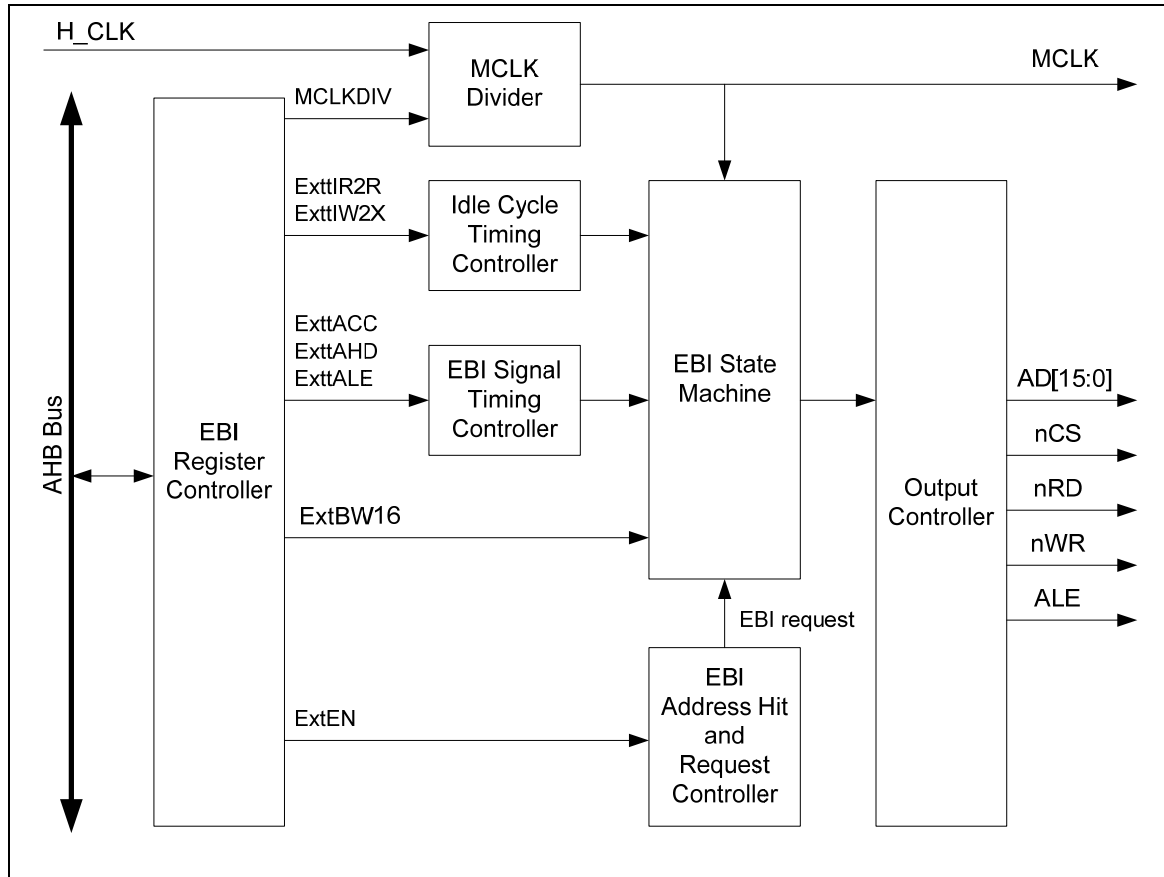 H_CLK
MCLK
Divider
MCLK
MCLKDIV
ExttIR2R
ExttIW2X
Idle Cycle
Timing
Controller
ExttACC
ExttAHD
ExttALE
EBI Signal
Timing
Controller
EBI State
Machine
AHB Bus
EBI
Register
Controller
ExtBW16
Output
Controller
AD[15:0]
nCS
nRD
nWR
ALE
EBI request
ExtEN
EBI
Address Hit
and
Request
Controller